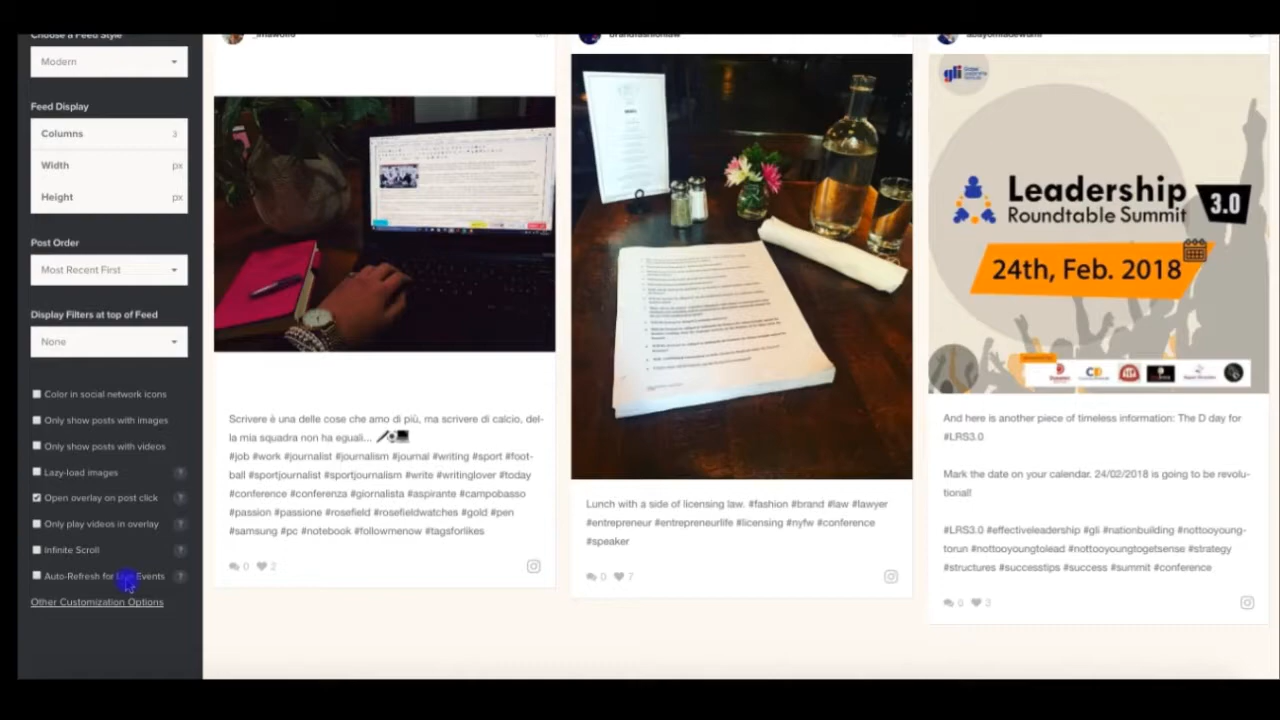 Choose a Feed Style
Modern
Feed Display
Columns 3
Width px
Height px
Post Order
Most Recent First
Display Filters at top of Feed
None
Color in social network icons
Only show posts with images
Only show posts with videos
Lazy-load images ?
Open overlay on post click ?
Only play videos in overlay ?
Infinite Scroll ?
Auto-Refresh for Live Events ?
Other Customization Options
Scrivere è una delle cose che amo di più, ma scrivere di calcio, del-
la mia squadra non ha eguali...
#job #work #journalist #journalism #journal #writing #sport #foot-
ball #sportjournalist #sportjournalism #write #writinglover #today
#conference #conferenza #giornalista #aspirante #campobasso
#passion #passione #rosefield #rosefieldwatches #gold #pen
#samsung #pc #notebook #followmenow #tagsforlikes
0 2
Lunch with a side of licensing law. #fashion #brand #law #lawyer
#entrepreneur #entrepreneurlife #licensing #nyfw #conference
#speaker
0 7
gli
Leadership
Roundtable Summit
3.0
24th, Feb. 2018
And here is another piece of timeless information: The D day for
#LRS3.0
Mark the date on your calendar. 24/02/2018 is going to be revolu-
tional!
#LRS3.0 #effectiveleadership #gli #nationbuilding #nottooyoung-
torun #nottooyoungtolead #nottooyoungtogetsense #strategy
#structures #successtips #success #summit #conference
0 3